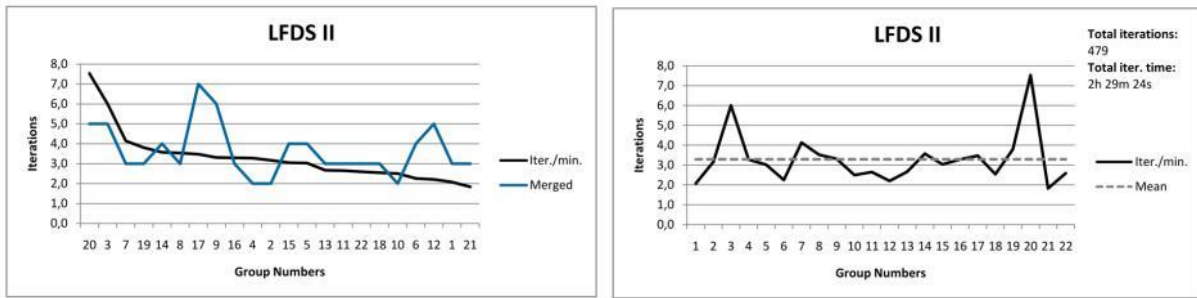 LFDS II
8,0
7,0
6,0
5,0
4,0
3,0
2,0
1,0
0,0
Iterations
20 3 7 19 14 8 17 9 16 4 2 15 5 13 11 22 18 10 6 12 1 21
Group Numbers
Iter./min.
Merged
LFDS II
Total iterations:
479
Total iter. time:
2h 29m 24s
8,0
7,0
6,0
5,0
4,0
3,0
2,0
1,0
0,0
Iterations
1 2 3 4 5 6 7 8 9 10 11 12 13 14 15 16 17 18 19 20 21 22
Group Numbers
Iter./min.
Mean